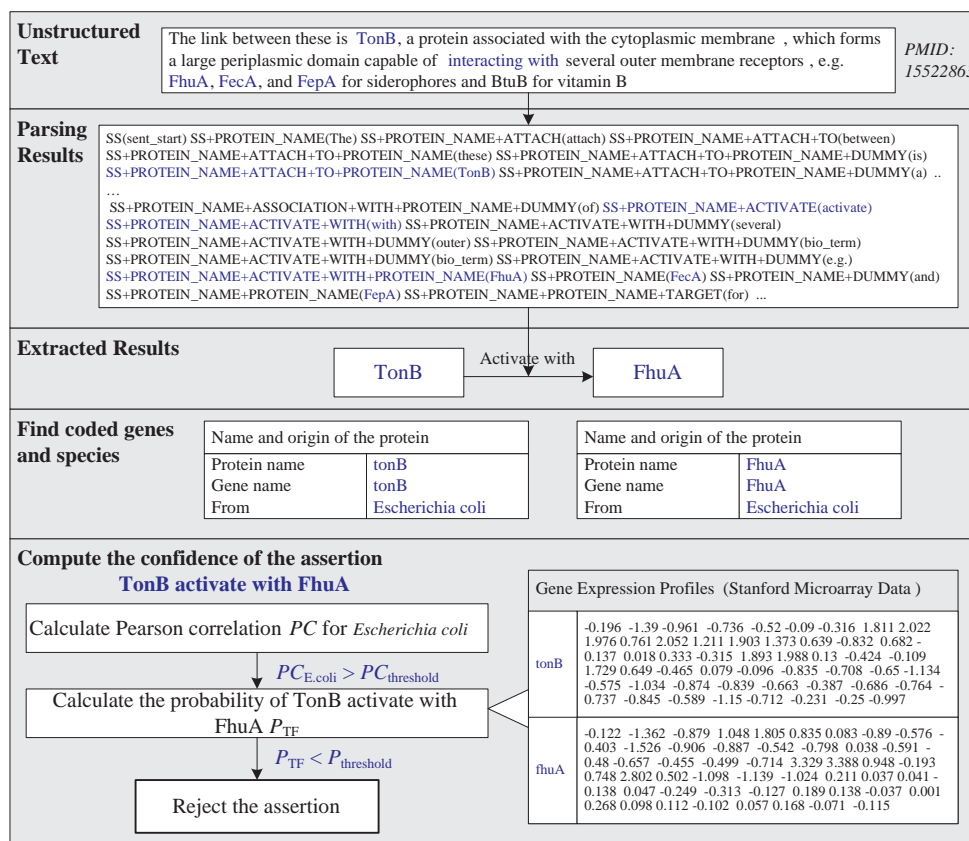 Unstructured
Text
The link between these is TonB, a protein associated with the cytoplasmic membrane , which forms
a large periplasmic domain capable of interacting with several outer membrane receptors , e.g.
FhuA, FecA, and FepA for siderophores and BtuB for vitamin B
PMID:
15522865
Parsing
Results
SS(sent_start) SS+PROTEIN_NAME(The) SS+PROTEIN_NAME+ATTACH(attach) SS+PROTEIN_NAME+ATTACH+TO(between)
SS+PROTEIN_NAME+ATTACH+TO+PROTEIN_NAME(these) SS+PROTEIN_NAME+ATTACH+TO+PROTEIN_NAME+DUMMY(is)
SS+PROTEIN_NAME+ATTACH+TO+PROTEIN_NAME(TonB) SS+PROTEIN_NAME+ATTACH+TO+PROTEIN_NAME+DUMMY(a) ..
...
SS+PROTEIN_NAME+ASSOCIATION+WITH+PROTEIN_NAME+DUMMY(of) SS+PROTEIN_NAME+ACTIVATE(activate)
SS+PROTEIN_NAME+ACTIVATE+WITH(with) SS+PROTEIN_NAME+ACTIVATE+WITH+DUMMY(several)
SS+PROTEIN_NAME+ACTIVATE+WITH+DUMMY(outer) SS+PROTEIN_NAME+ACTIVATE+WITH+DUMMY(bio_term)
SS+PROTEIN_NAME+ACTIVATE+WITH+DUMMY(bio_term) SS+PROTEIN_NAME+ACTIVATE+WITH+DUMMY(e.g.)
SS+PROTEIN_NAME+ACTIVATE+WITH+PROTEIN_NAME(FhuA) SS+PROTEIN_NAME(FecA) SS+PROTEIN_NAME+DUMMY(and)
SS+PROTEIN_NAME+PROTEIN_NAME(FepA) SS+PROTEIN_NAME+PROTEIN_NAME+TARGET(for) ...
Extracted Results
TonB
Activate with
FhuA
Find coded genes
and species
Name and origin of the protein
Protein name tonB
Gene name tonB
From Escherichia coli
Name and origin of the protein
Protein name FhuA
Gene name FhuA
From Escherichia coli
Compute the confidence of the assertion
TonB activate with FhuA
Calculate Pearson correlation PC for Escherichia coli
PC E.coli > PC threshold
Calculate the probability of TonB activate with
FhuA P TF
P TF < P threshold
Reject the assertion
Gene Expression Profiles (Stanford Microarray Data )
tonB
-0.196 -1.39 -0.961 -0.736 -0.52 -0.09 -0.316 1.811 2.022
1.976 0.761 2.052 1.211 1.903 1.373 0.639 -0.832 0.682 -
0.137 0.018 0.333 -0.315 1.893 1.988 0.13 -0.424 -0.109
1.729 0.649 -0.465 0.079 -0.096 -0.835 -0.708 -0.65 -1.134
-0.575 -1.034 -0.874 -0.839 -0.663 -0.387 -0.686 -0.764 -
0.737 -0.845 -0.589 -1.15 -0.712 -0.231 -0.25 -0.997
fhuA
-0.122 -1.362 -0.879 1.048 1.805 0.835 0.083 -0.89 -0.576 -
0.403 -1.526 -0.906 -0.887 -0.542 -0.798 0.038 -0.591 -
0.48 -0.657 -0.455 -0.499 -0.714 3.329 3.388 0.948 -0.193
0.748 2.802 0.502 -1.098 -1.139 -1.024 0.211 0.037 0.041 -
0.138 0.047 -0.249 -0.313 -0.127 0.189 0.138 -0.037 0.001
0.268 0.098 0.112 -0.102 0.057 0.168 -0.071 -0.115